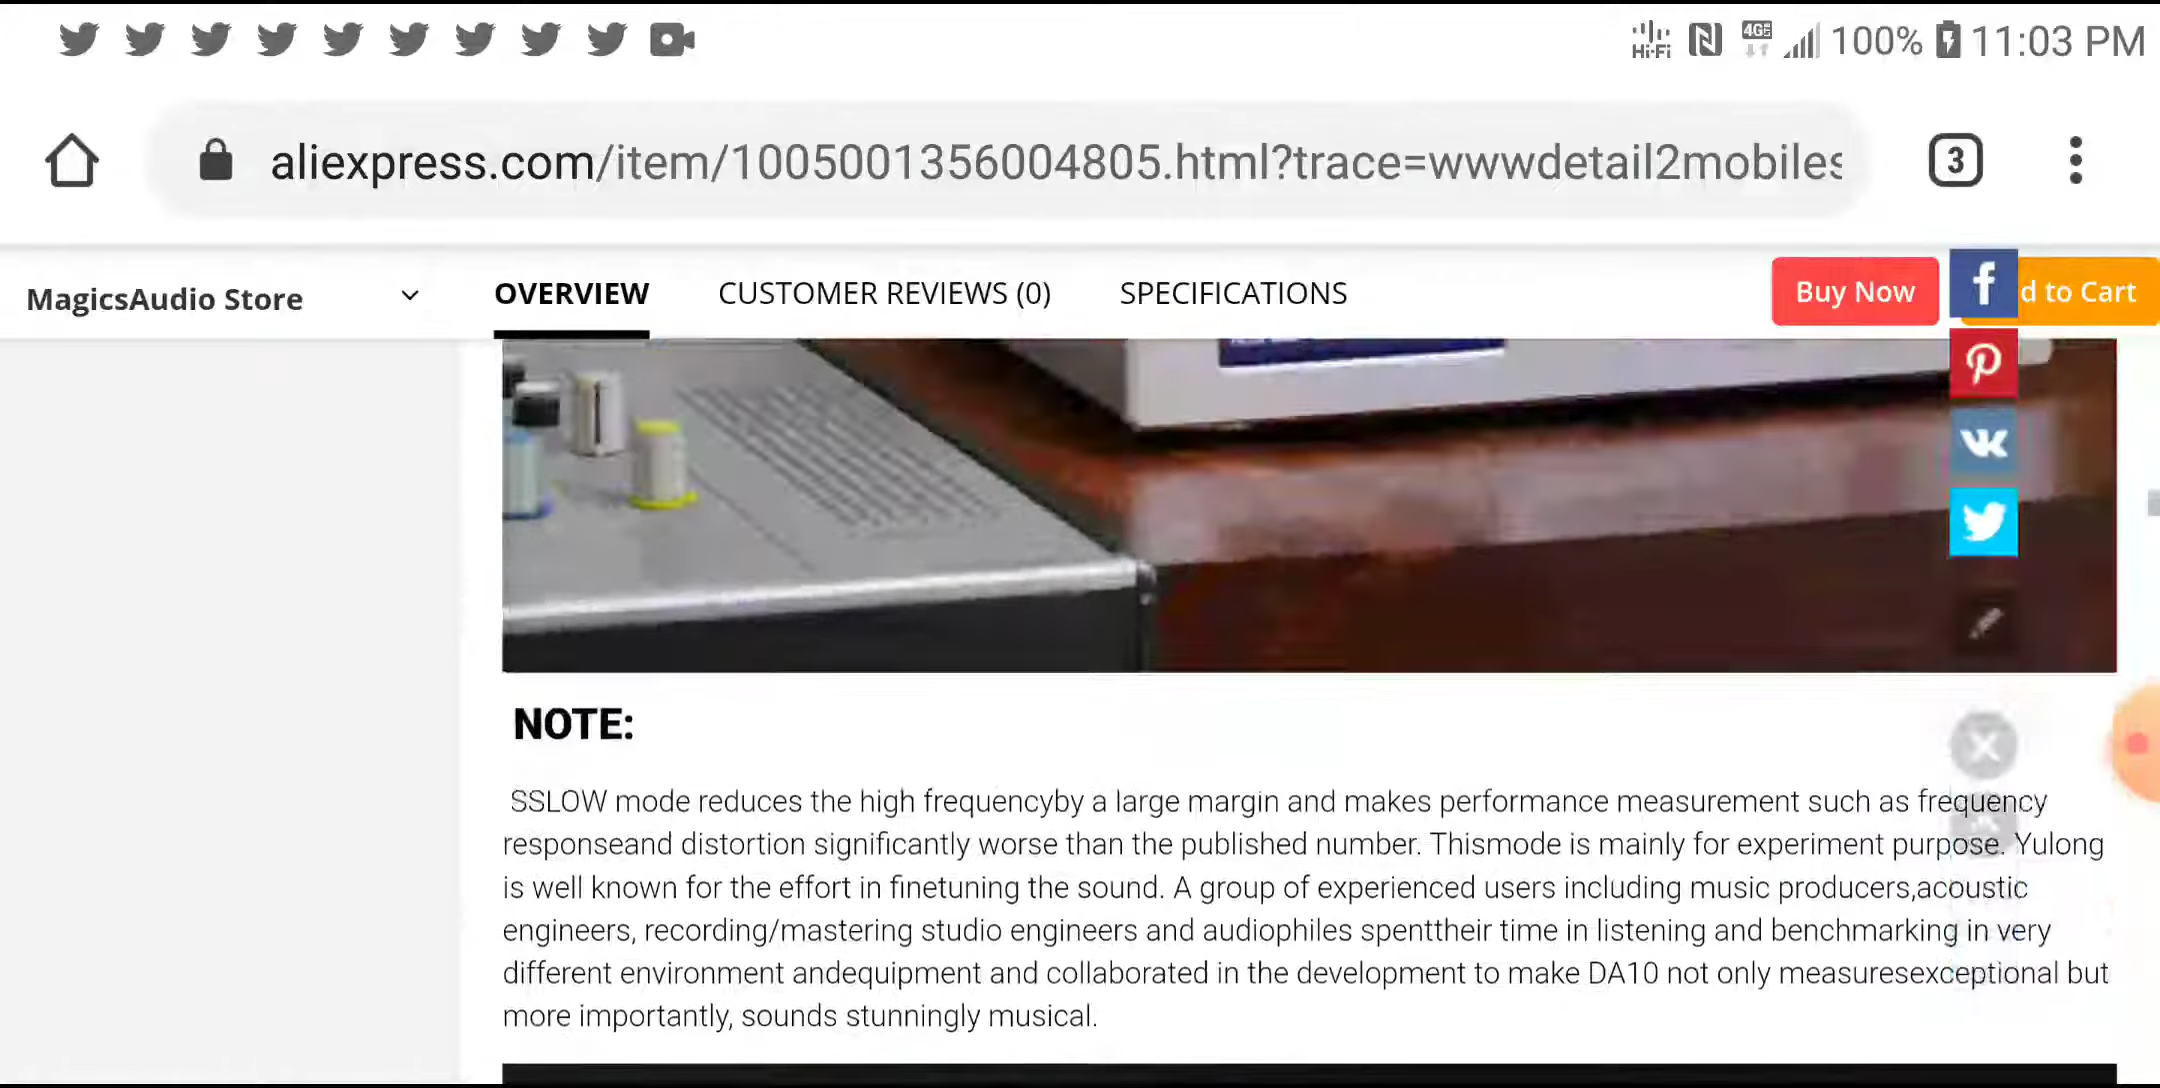 Hi-Fi 4GE 100% 11:03 PM
aliexpress.com/item/1005001356004805.html?trace=wwwdetail2mobiles
3
MagicsAudio Store
OVERVIEW CUSTOMER REVIEWS (0) SPECIFICATIONS
Buy Now d to Cart
NOTE:
SSLOW mode reduces the high frequencyby a large margin and makes performance measurement such as frequency
responseand distortion significantly worse than the published number. Thismode is mainly for experiment purpose. Yulong
is well known for the effort in finetuning the sound. A group of experienced users including music producers,acoustic
engineers, recording/mastering studio engineers and audiophiles spenttheir time in listening and benchmarking in very
different environment andequipment and collaborated in the development to make DA10 not only measuresexceptional but
more importantly, sounds stunningly musical.